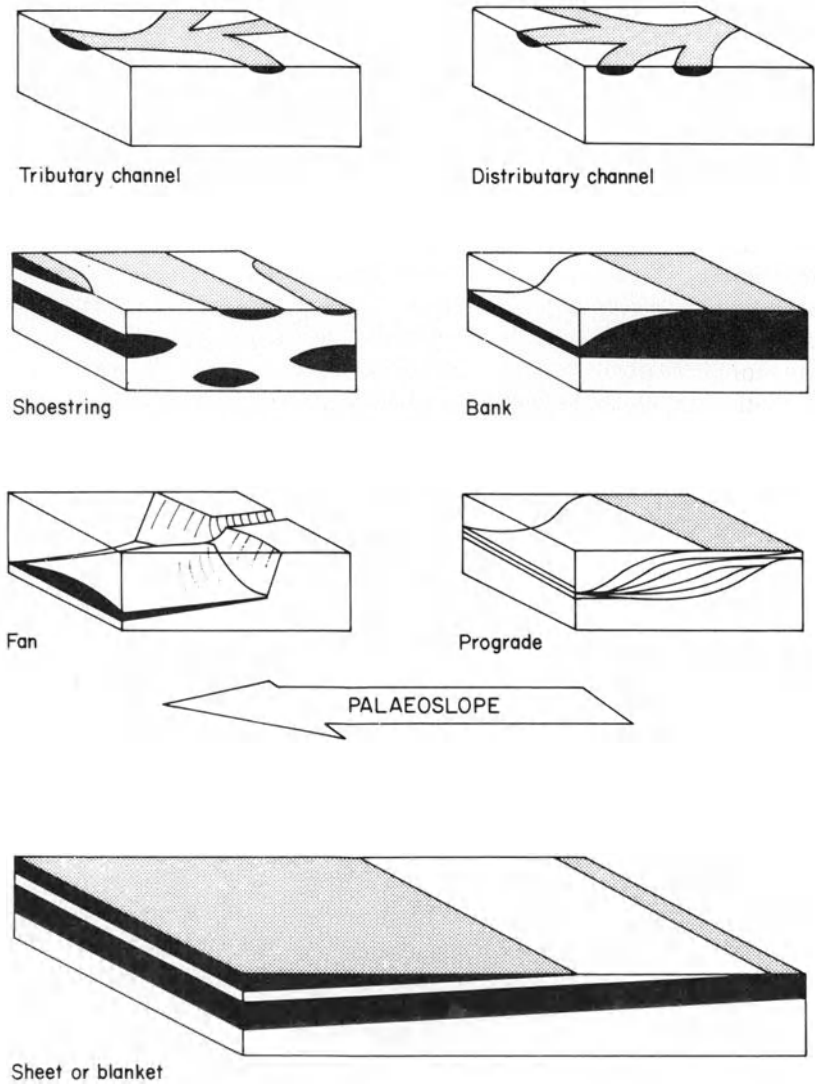 Tributary channel
Distributary channel
Shoestring
Bank
Fan
Prograde
PALAEOSLOPE
Sheet or blanket